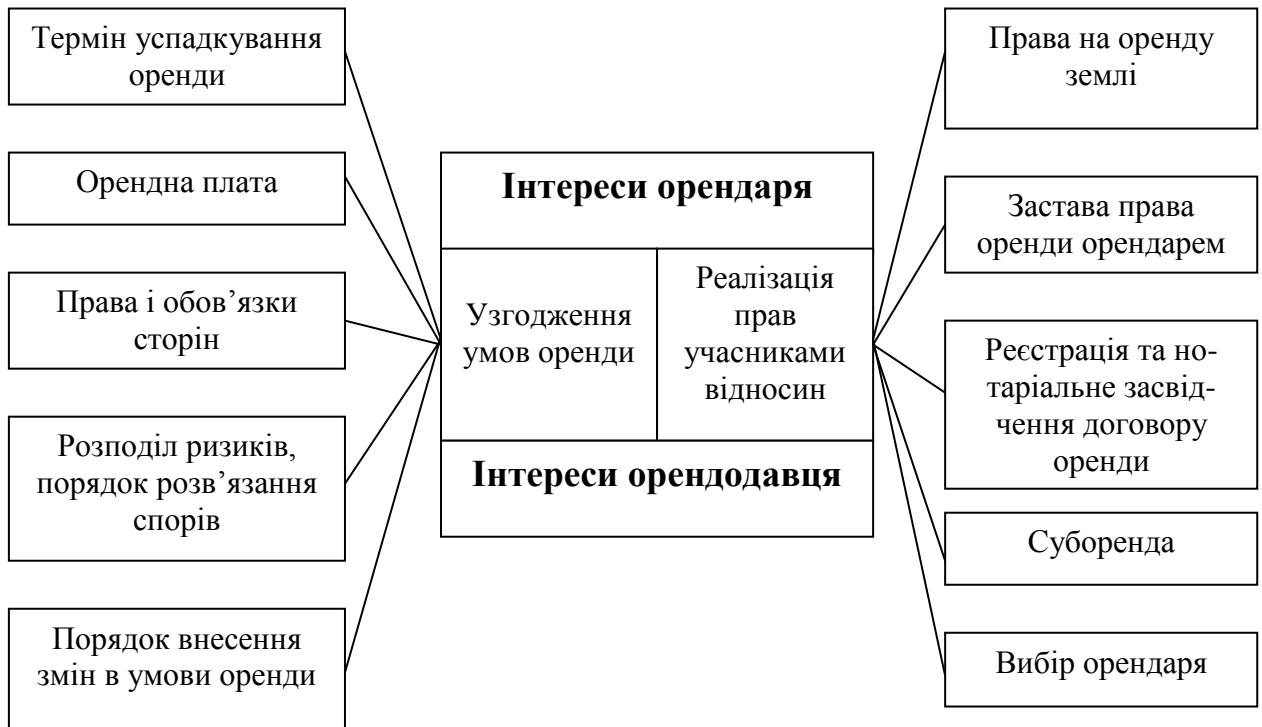 Термін успадкування
оренди
Орендна плата
Права і обов’язки
сторін
Розподіл ризиків,
порядок розв’язання
спорів
Порядок внесення
змін в умови оренди
Інтереси орендаря
Узгодження
умов оренди
Реалізація
прав
учасниками
відносин
Інтереси орендодавця
Права на оренду
землі
Застава права
оренди орендарем
Реєстрація та но-
таріальне засвід-
чення договору
оренди
Суборенда
Вибір орендаря